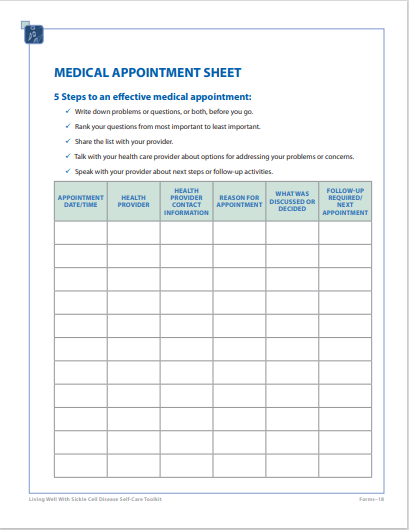 MEDICAL APPOINTMENT SHEET
5 Steps to an effective medical appointment:
✓ Write down problems or questions, or both, before you go.
✓ Rank your questions from most important to least important.
✓ Share the list with your provider.
✓ Talk with your health care provider about options for addressing your problems or concerns.
✓ Speak with your provider about next steps or follow-up activities.
APPOINTMENT
DATE/TIME
HEALTH
PROVIDER
HEALTH
PROVIDER
CONTACT
INFORMATION
REASON FOR
APPOINTMENT
WHAT WAS
DISCUSSED OR
DECIDED
FOLLOW-UP
REQUIRED/
NEXT
APPOINTMENT
Living Well With Sickle Cell Disease Self-Care Toolkit
Forms–18